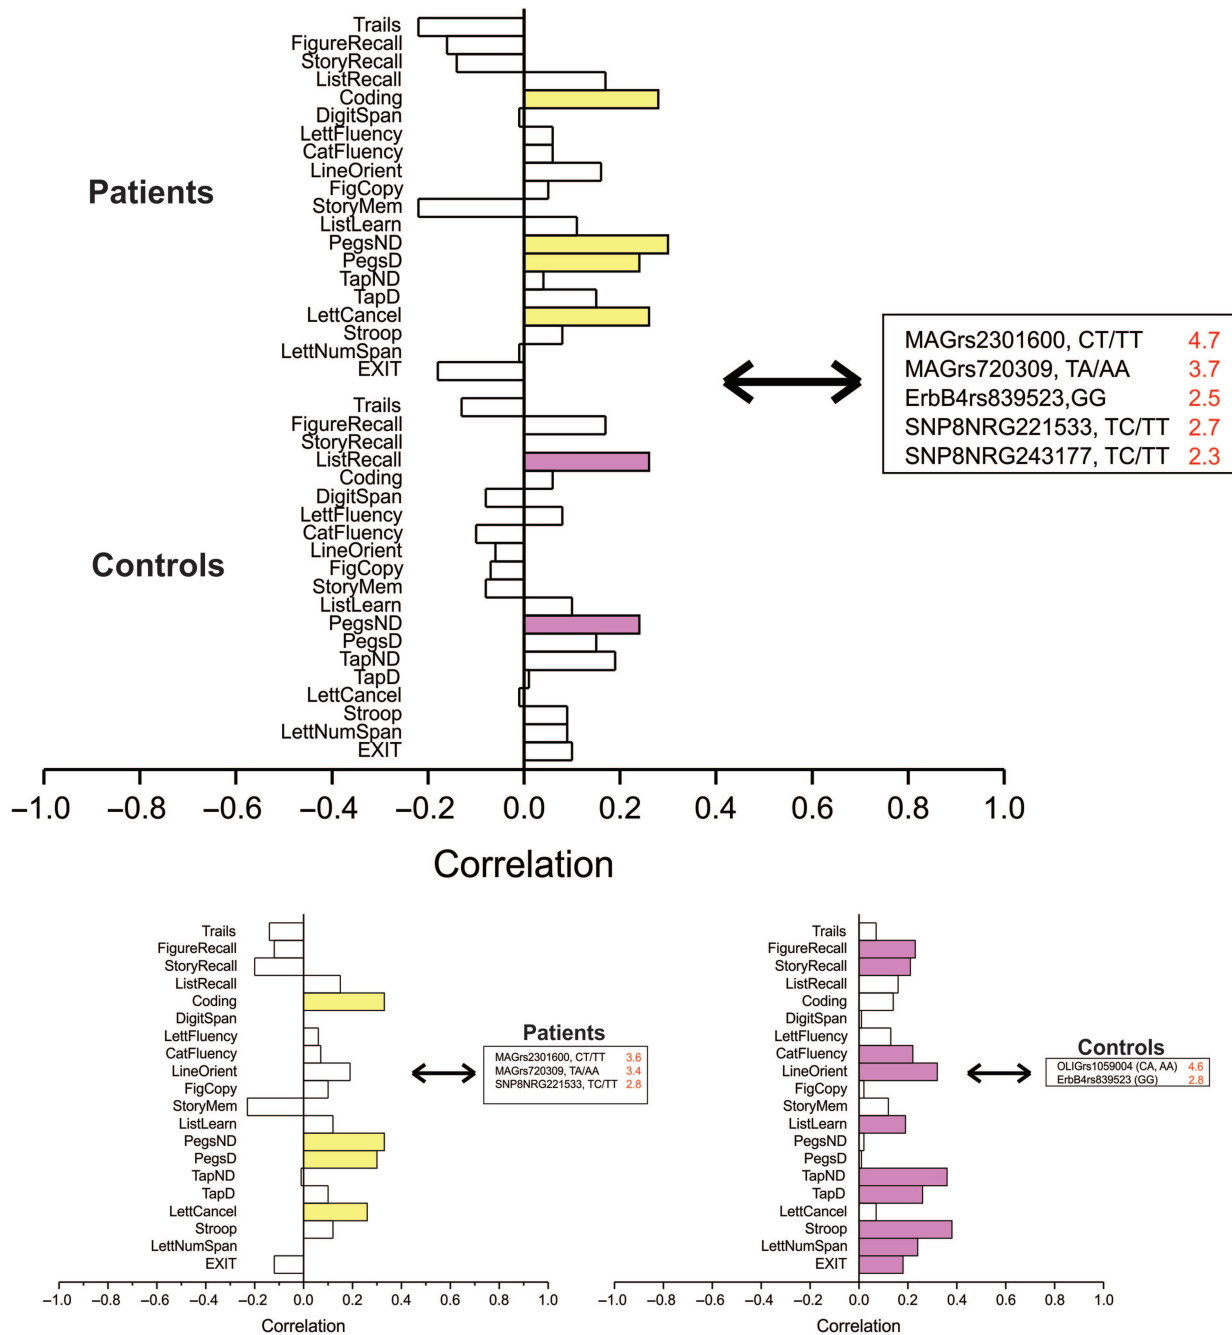 Trails
FigureRecall
StoryRecall
ListRecall
Coding
DigitSpan
LettFluency
CatFluency
LineOrient
FigCopy
StoryMem
ListLearn
PegsND
PegsD
TapND
TapD
LettCancel
Stroop
LettNumSpan
EXIT
Patients
Trails
FigureRecall
StoryRecall
ListRecall
Coding
DigitSpan
LettFluency
CatFluency
LineOrient
FigCopy
StoryMem
ListLearn
PegsND
PegsD
TapND
TapD
LettCancel
Stroop
LettNumSpan
EXIT
Controls
MAGrs2301600, CT/TT 4.7
MAGrs720309, TA/AA 3.7
ErbB4rs839523,GG 2.5
SNP8NRG221533, TC/TT 2.7
SNP8NRG243177, TC/TT 2.3
–1.0 –0.8 –0.6 –0.4 –0.2 0.0 0.2 0.4 0.6 0.8 1.0
Correlation
Trails
FigureRecall
StoryRecall
ListRecall
Coding
DigitSpan
LettFluency
CatFluency
LineOrient
FigCopy
StoryMem
ListLearn
PegsND
PegsD
TapND
TapD
LettCancel
Stroop
LettNumSpan
EXIT
Patients
MAGrs2301600, CT/TT 3.6
MAGrs720309, TA/AA 3.4
SNP8NRG221533, TC/TT 2.8
–1.0 –0.8 –0.6 –0.4 –0.2 0.0 0.2 0.4 0.6 0.8 1.0
Correlation
Trails
FigureRecall
StoryRecall
ListRecall
Coding
DigitSpan
LettFluency
CatFluency
LineOrient
FigCopy
StoryMem
ListLearn
PegsND
PegsD
TapND
TapD
LettCancel
Stroop
LettNumSpan
EXIT
Controls
OLIGrs1059004 (CA, AA) 4.6
ErbB4rs839523 (GG) 2.8
–1.0 –0.8 –0.6 –0.4 –0.2 0.0 0.2 0.4 0.6 0.8 1.0
Correlation